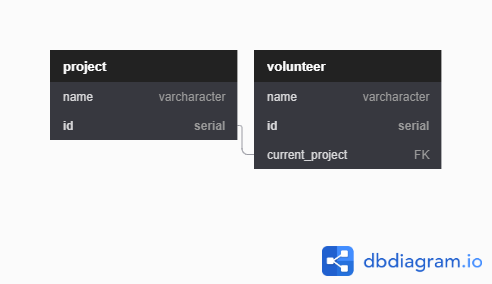 project
name varcharacter
id serial
volunteer
name varcharacter
id serial
current_project FK
dbdiagram.io